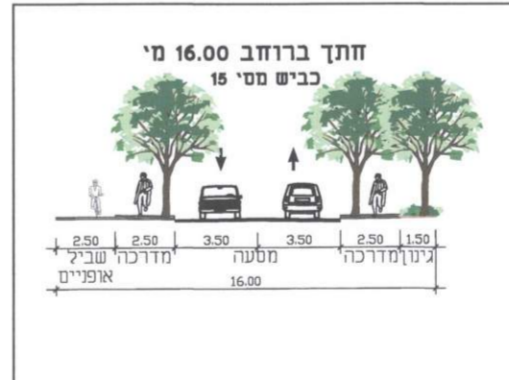 חתך ברוחב 16.00 מ'
כביש מס' 15
2.50 2.50 3.50 3.50 2.50 1.50
שביל אופניים מדרכה מסעה מדרכה גינון
16.00